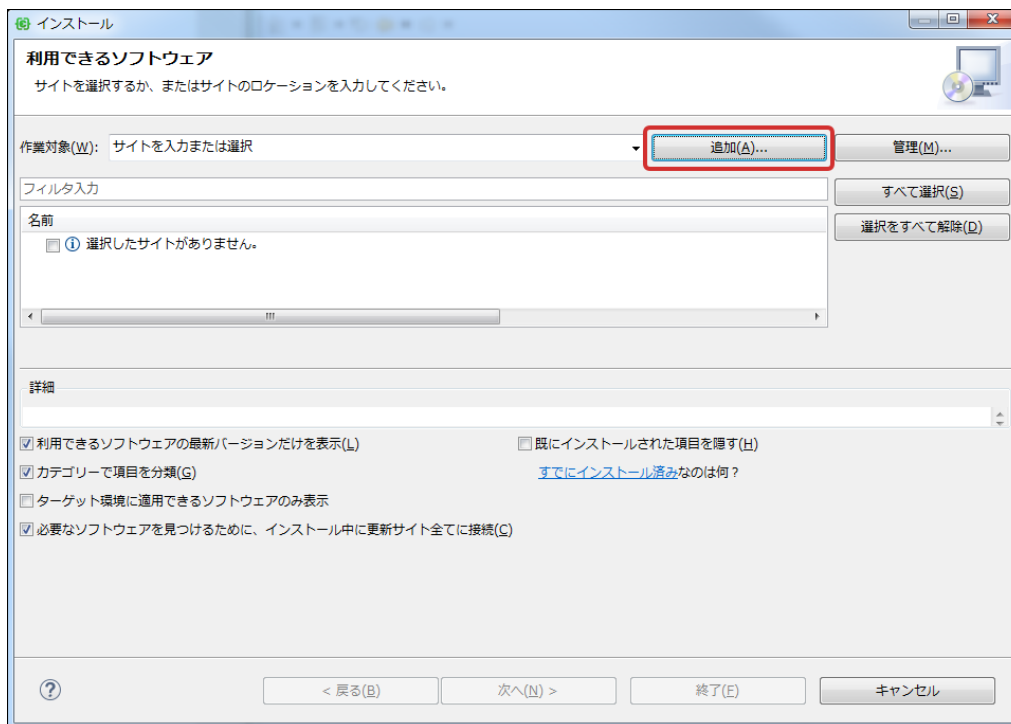 インストール
利用できるソフトウェア
サイトを選択するか、またはサイトのロケーションを入力してください。
作業対象(W): サイトを入力または選択 追加(A)... 管理(M)...
フィルタ入力 すべて選択(S)
名前 選択をすべて解除(D)
選択したサイトがありません。
詳細
利用できるソフトウェアの最新バージョンだけを表示(L) 既にインストールされた項目を隠す(H)
カテゴリーで項目を分類(G) すでにインストール済みなのは何？
ターゲット環境に適用できるソフトウェアのみ表示
必要なソフトウェアを見つけるために、インストール中に更新サイト全てに接続(C)
< 戻る(B) 次へ(N) > 終了(F) キャンセル